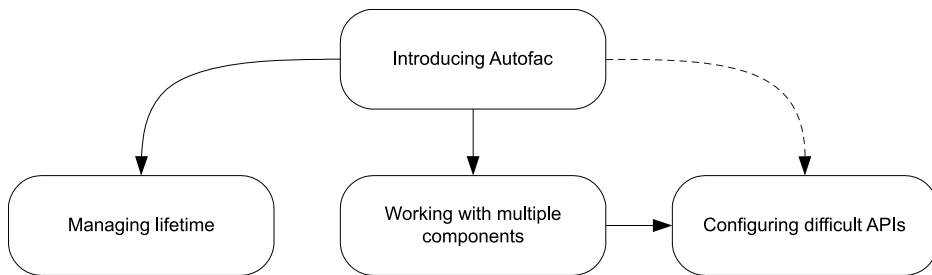 Introducing Autofac
Managing lifetime
Working with multiple
components
Configuring difficult APIs